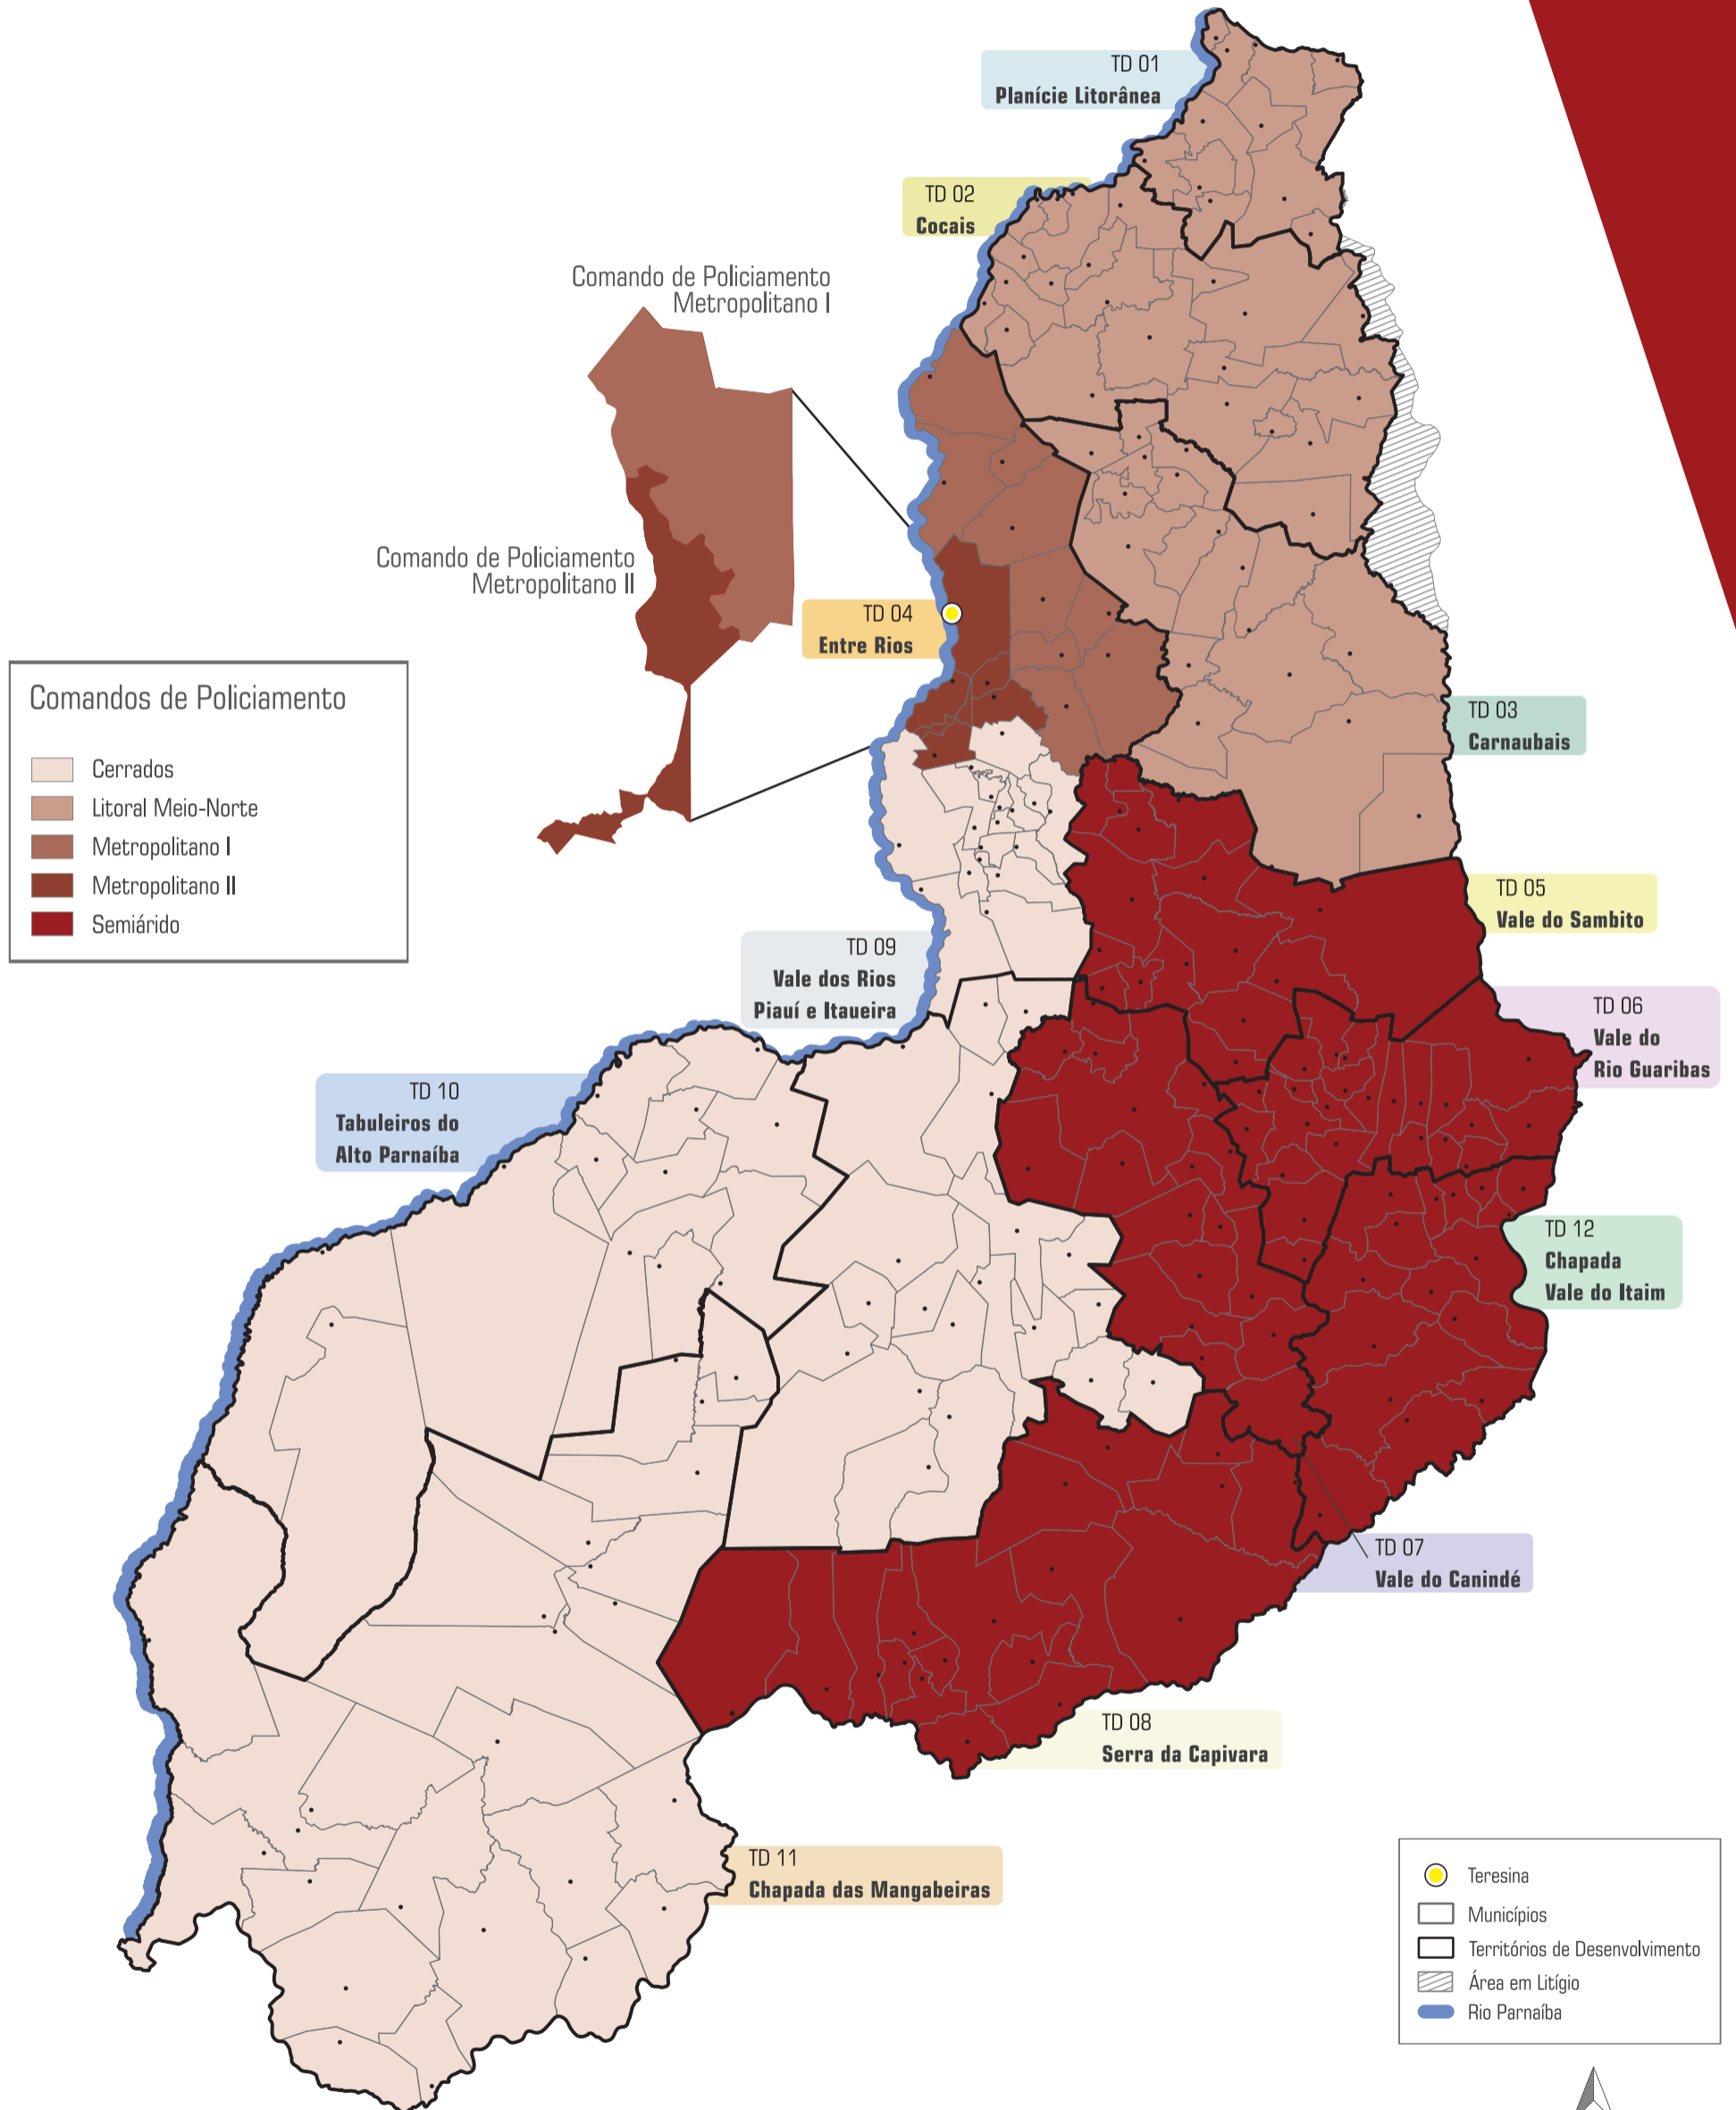 TD 01
Planície Litorânea
TD 02
Cocais
Comando de Policiamento
Metropolitano I
Comando de Policiamento
Metropolitano II
TD 04
Entre Rios
Comandos de Policiamento
Cerrados
Litoral Meio-Norte
Metropolitano I
Metropolitano II
Semiárido
TD 03
Carnaubais
TD 05
Vale do Sambito
TD 09
Vale dos Rios
Piauí e Itaueira
TD 06
Vale do
Rio Guaribas
TD 10
Tabuleiros do
Alto Parnaíba
TD 12
Chapada
Vale do Itaim
TD 07
Vale do Canindé
TD 08
Serra da Capivara
TD 11
Chapada das Mangabeiras
Teresina
Municípios
Territórios de Desenvolvimento
Área em Litígio
Rio Parnaíba